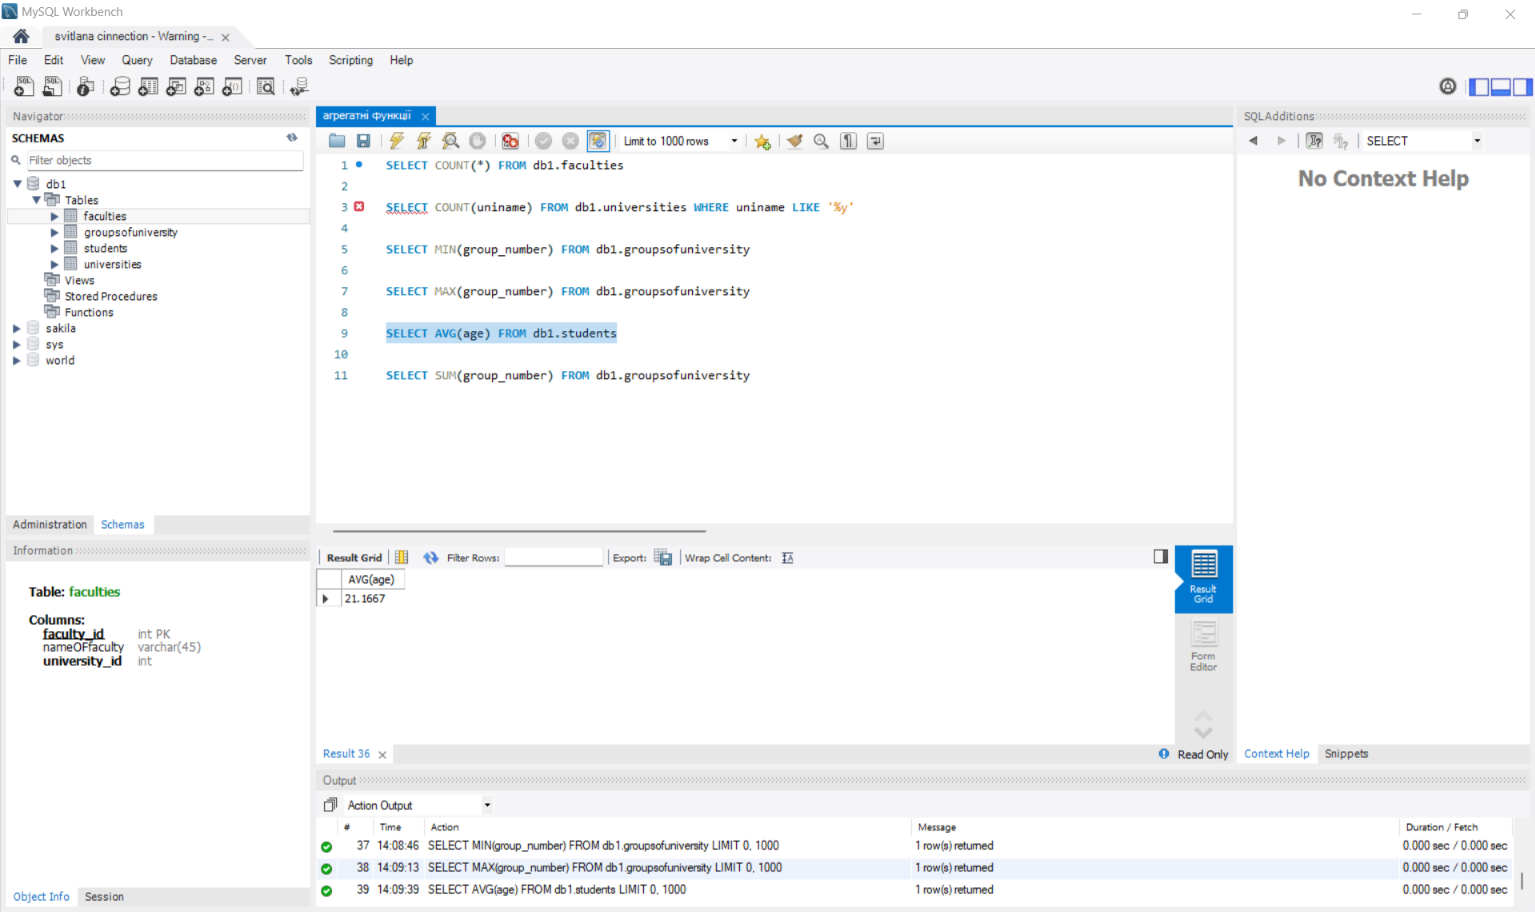 MySQL Workbench
svitlana cinnection - Warning -...
File Edit View Query Database Server Tools Scripting Help
Navigator
SCHEMAS
Filter objects
db1
Tables
faculties
groupsofuniversity
students
universities
Views
Stored Procedures
Functions
sakila
sys
world
Administration Schemas
Information
Table: faculties
Columns:
faculty_id int PK
nameOFfaculty varchar(45)
university_id int
Object Info Session
агрегатні функції
Limit to 1000 rows
1 SELECT COUNT(*) FROM db1.faculties
2
3 SELECT COUNT(uniname) FROM db1.universities WHERE uniname LIKE '%y'
4
5 SELECT MIN(group_number) FROM db1.groupsofuniversity
6
7 SELECT MAX(group_number) FROM db1.groupsofuniversity
8
9 SELECT AVG(age) FROM db1.students
10
11 SELECT SUM(group_number) FROM db1.groupsofuniversity
Result Grid Filter Rows: Export: Wrap Cell Content:
AVG(age)
21.1667
Result
Grid
Form
Editor
Result 36
Read Only
SQLAdditions
SELECT
No Context Help
Context Help Snippets
Output
Action Output
# Time Action Message Duration / Fetch
37 14:08:46 SELECT MIN(group_number) FROM db1.groupsofuniversity LIMIT 0, 1000 1 row(s) returned 0.000 sec / 0.000 sec
38 14:09:13 SELECT MAX(group_number) FROM db1.groupsofuniversity LIMIT 0, 1000 1 row(s) returned 0.000 sec / 0.000 sec
39 14:09:39 SELECT AVG(age) FROM db1.students LIMIT 0, 1000 1 row(s) returned 0.000 sec / 0.000 sec